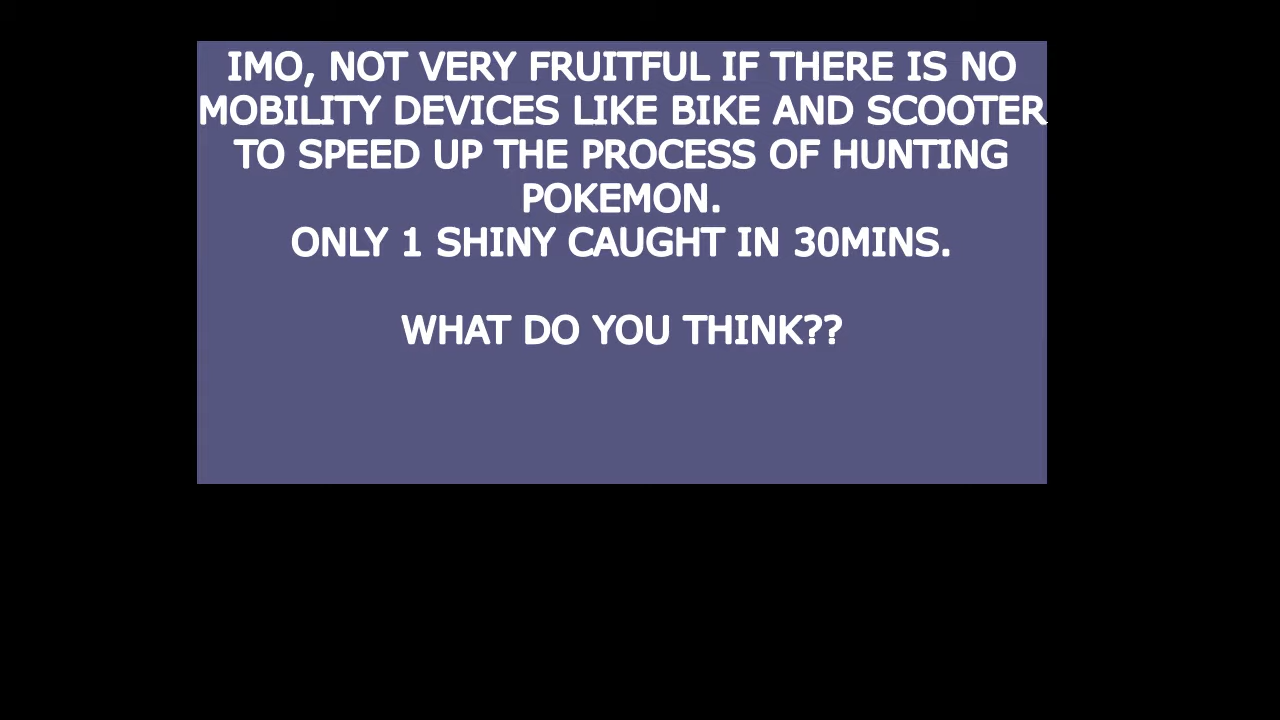 IMO, NOT VERY FRUITFUL IF THERE IS NO
MOBILITY DEVICES LIKE BIKE AND SCOOTER
TO SPEED UP THE PROCESS OF HUNTING
POKEMON.
ONLY 1 SHINY CAUGHT IN 30MINS.
WHAT DO YOU THINK??